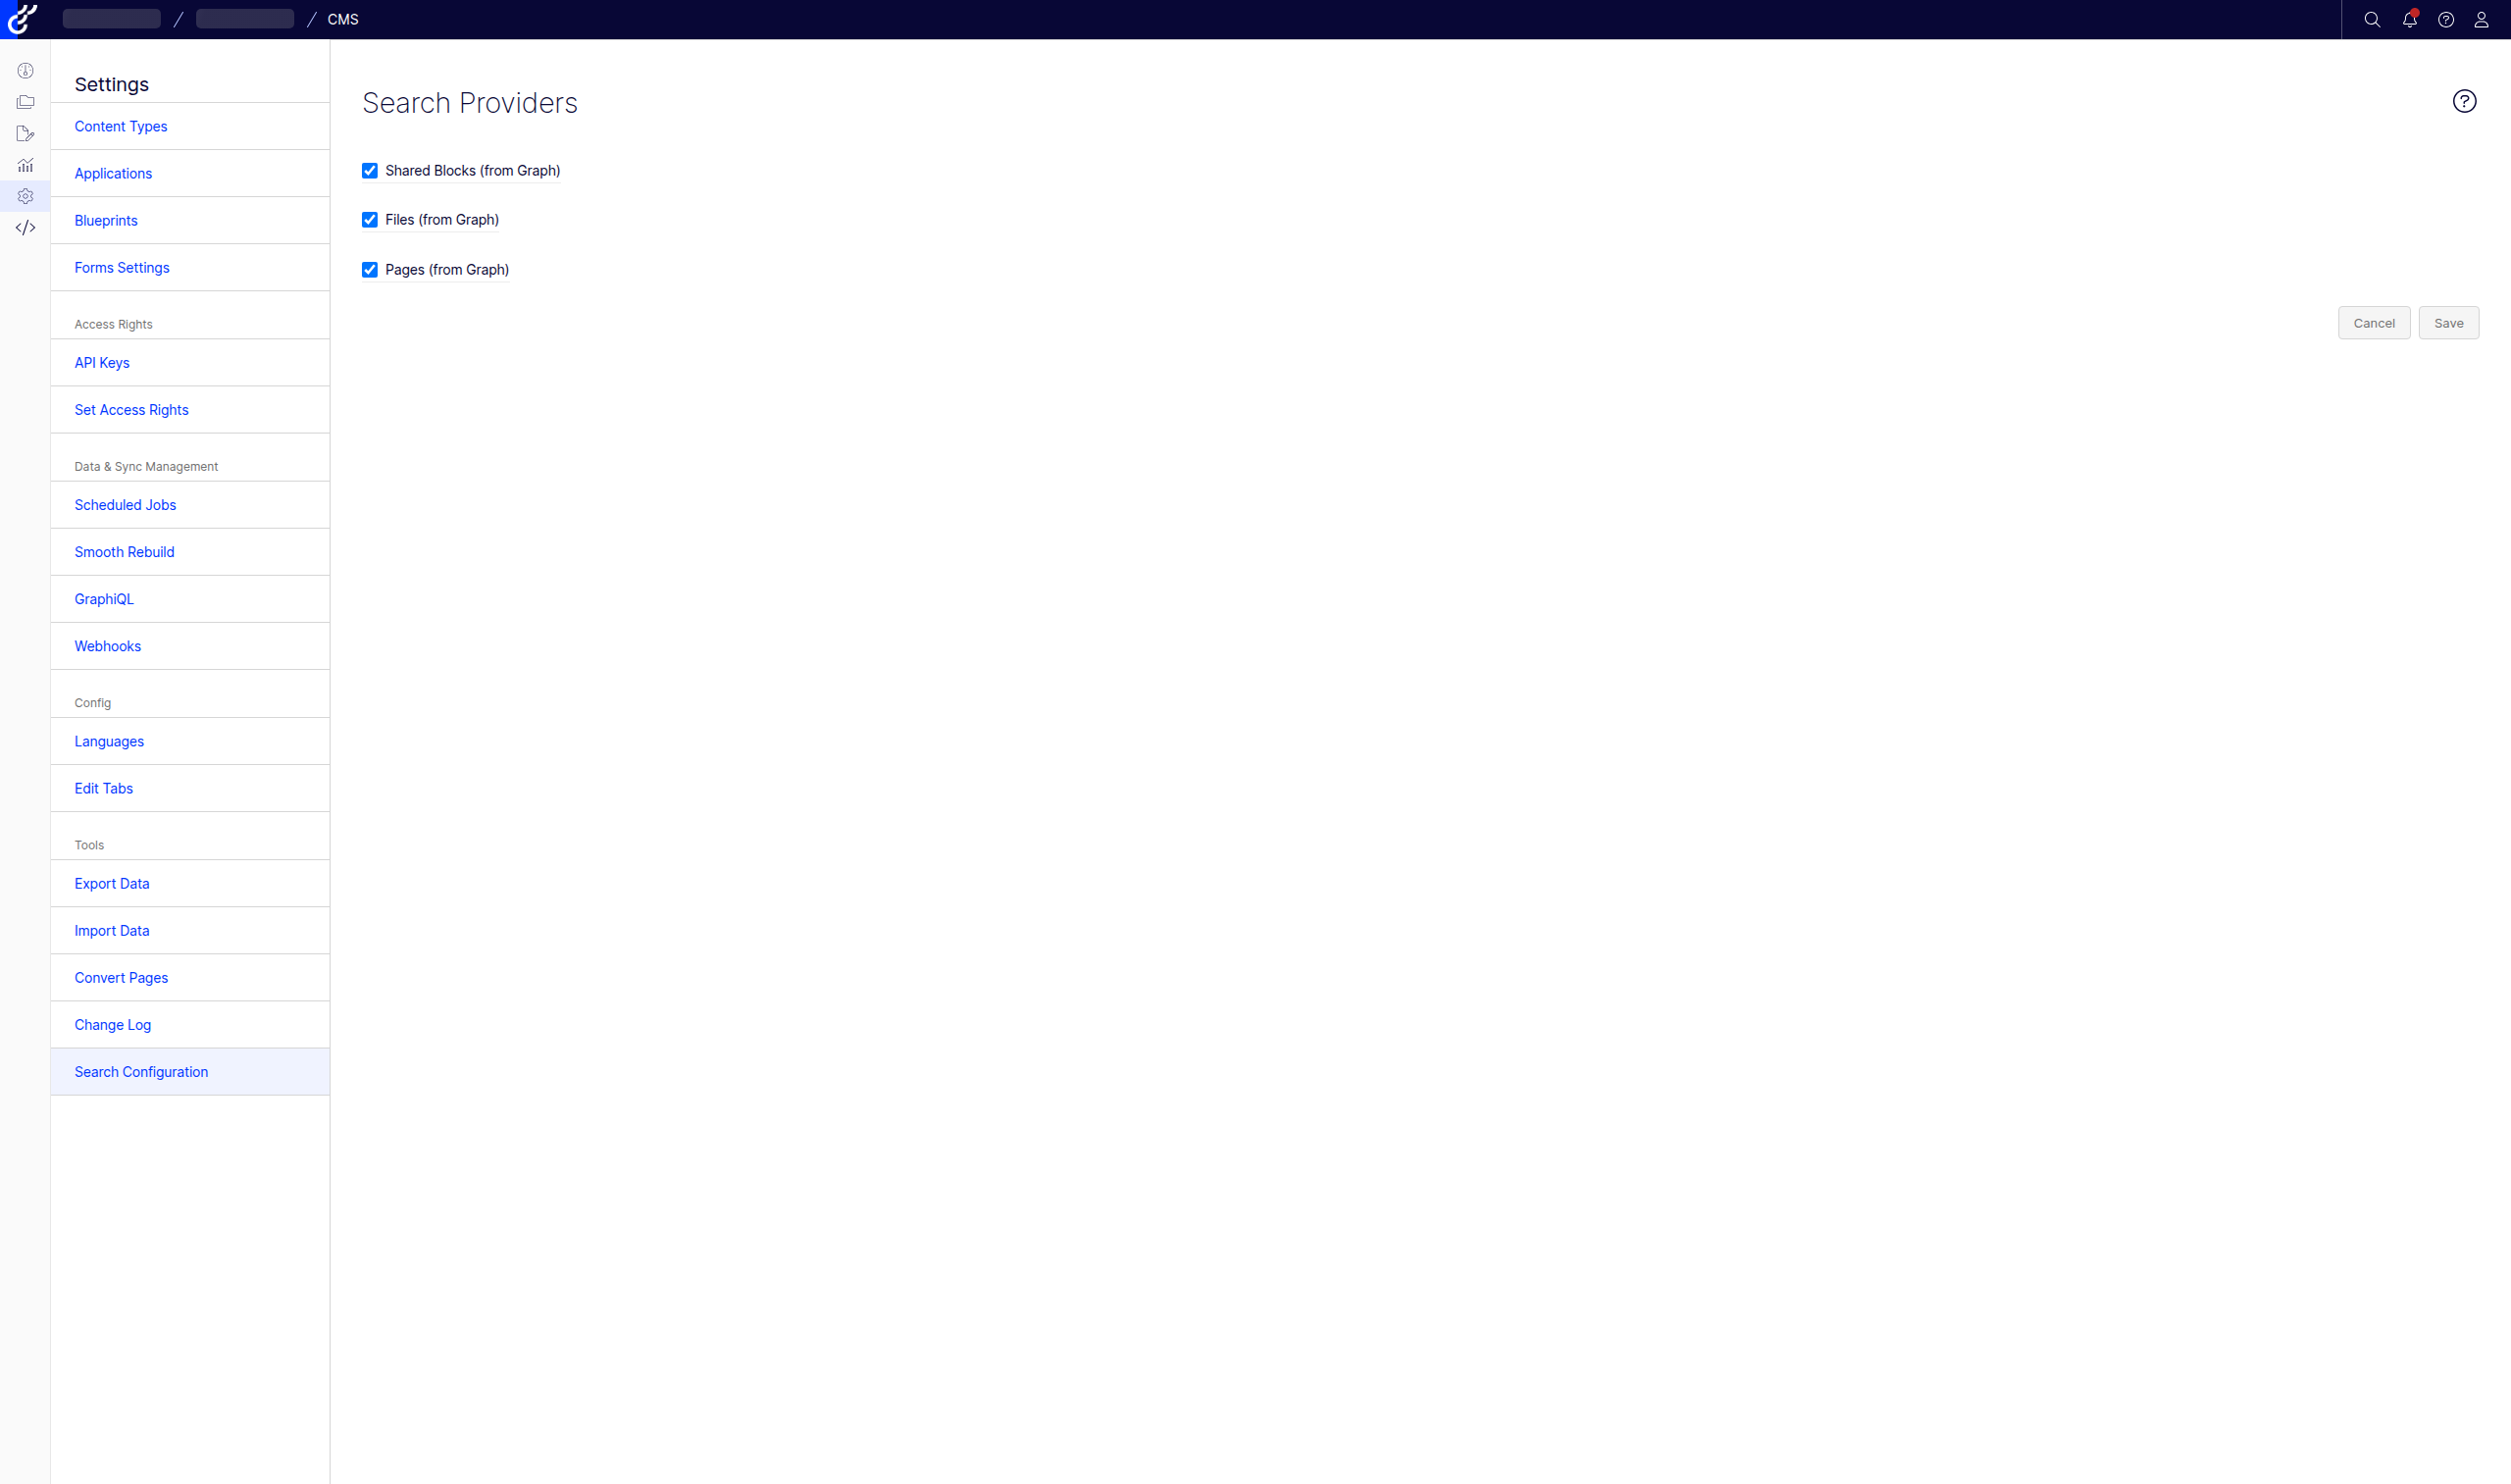 / / CMS
Settings
Content Types
Applications
Blueprints
Forms Settings
Access Rights
API Keys
Set Access Rights
Data & Sync Management
Scheduled Jobs
Smooth Rebuild
GraphiQL
Webhooks
Config
Languages
Edit Tabs
Tools
Export Data
Import Data
Convert Pages
Change Log
Search Configuration
Search Providers
Shared Blocks (from Graph)
Files (from Graph)
Pages (from Graph)
Cancel Save